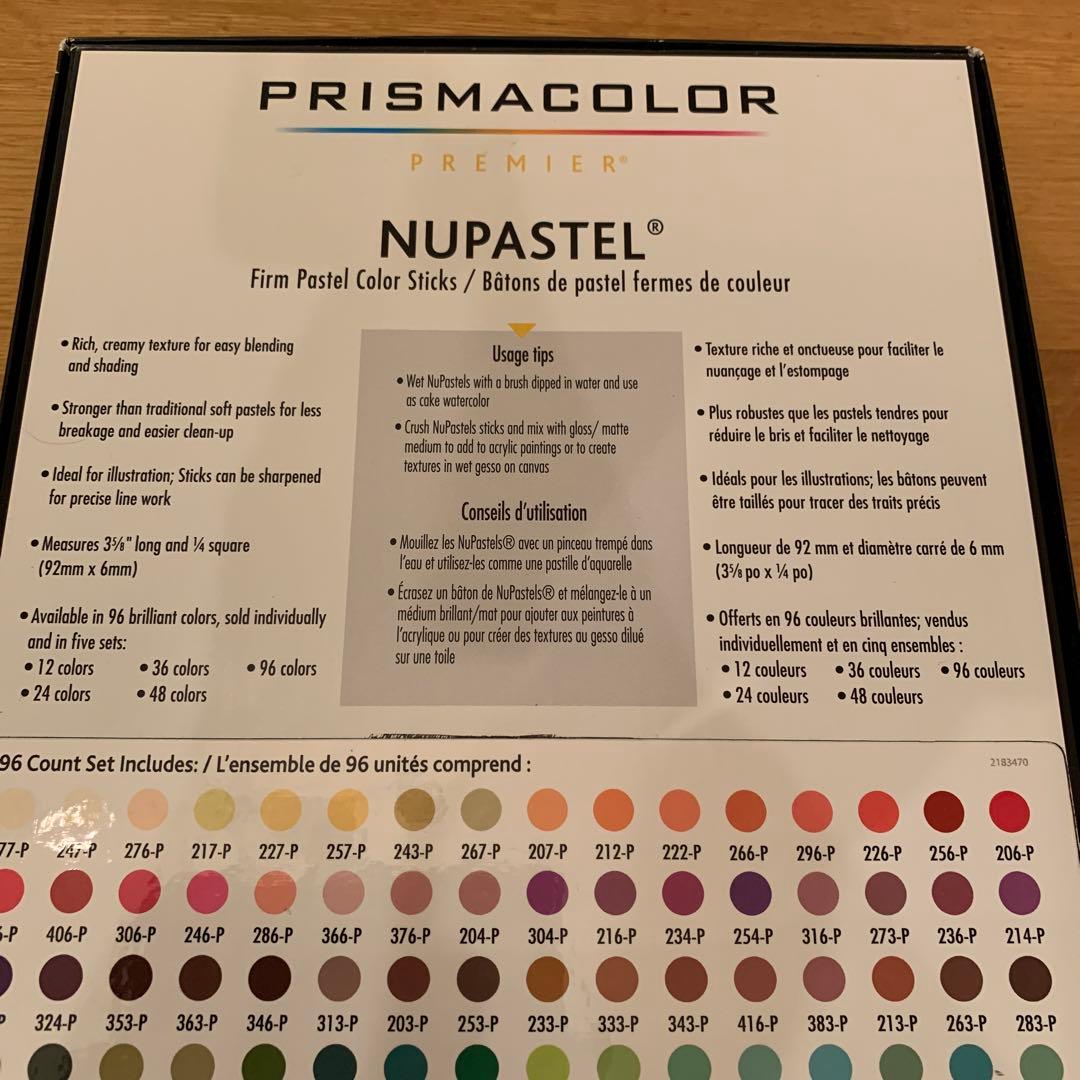 PRISMACOLOR
PREMIER®
NUPASTEL®
Firm Pastel Color Sticks / Bâtons de pastel fermes de couleur
• Rich, creamy texture for easy blending
and shading
• Stronger than traditional soft pastels for less
breakage and easier clean-up
• Ideal for illustration; Sticks can be sharpened
for precise line work
• Measures 3⅝" long and ¼ square
(92mm x 6mm)
• Available in 96 brilliant colors, sold individually
and in five sets:
• 12 colors • 36 colors • 96 colors
• 24 colors • 48 colors
Usage tips
• Wet NuPastels with a brush dipped in water and use
as cake watercolor
• Crush NuPastels sticks and mix with gloss/ matte
medium to add to acrylic paintings or to create
textures in wet gesso on canvas
Conseils d'utilisation
• Mouillez les NuPastels® avec un pinceau trempé dans
l'eau et utilisez-les comme une pastille d'aquarelle
• Écrasez un bâton de NuPastels® et mélangez-le à un
médium brillant/mat pour ajouter aux peintures à
l'acrylique ou pour créer des textures au gesso dilué
sur une toile
• Texture riche et onctueuse pour faciliter le
nuançage et l'estompage
• Plus robustes que les pastels tendres pour
réduire le bris et faciliter le nettoyage
• Idéals pour les illustrations; les bâtons peuvent
être taillés pour tracer des traits précis
• Longueur de 92 mm et diamètre carré de 6 mm
(3⅝ po x ¼ po)
• Offerts en 96 couleurs brillantes; vendus
individuellement et en cinq ensembles :
• 12 couleurs • 36 couleurs • 96 couleurs
• 24 couleurs • 48 couleurs
96 Count Set Includes: / L'ensemble de 96 unités comprend :
2183470
77-P 247-P 276-P 217-P 227-P 257-P 243-P 267-P 207-P 212-P 222-P 266-P 296-P 226-P 256-P 206-P
-P 406-P 306-P 246-P 286-P 366-P 376-P 204-P 304-P 216-P 234-P 254-P 316-P 273-P 236-P 214-P
P 324-P 353-P 363-P 346-P 313-P 203-P 253-P 233-P 333-P 343-P 416-P 383-P 213-P 263-P 283-P